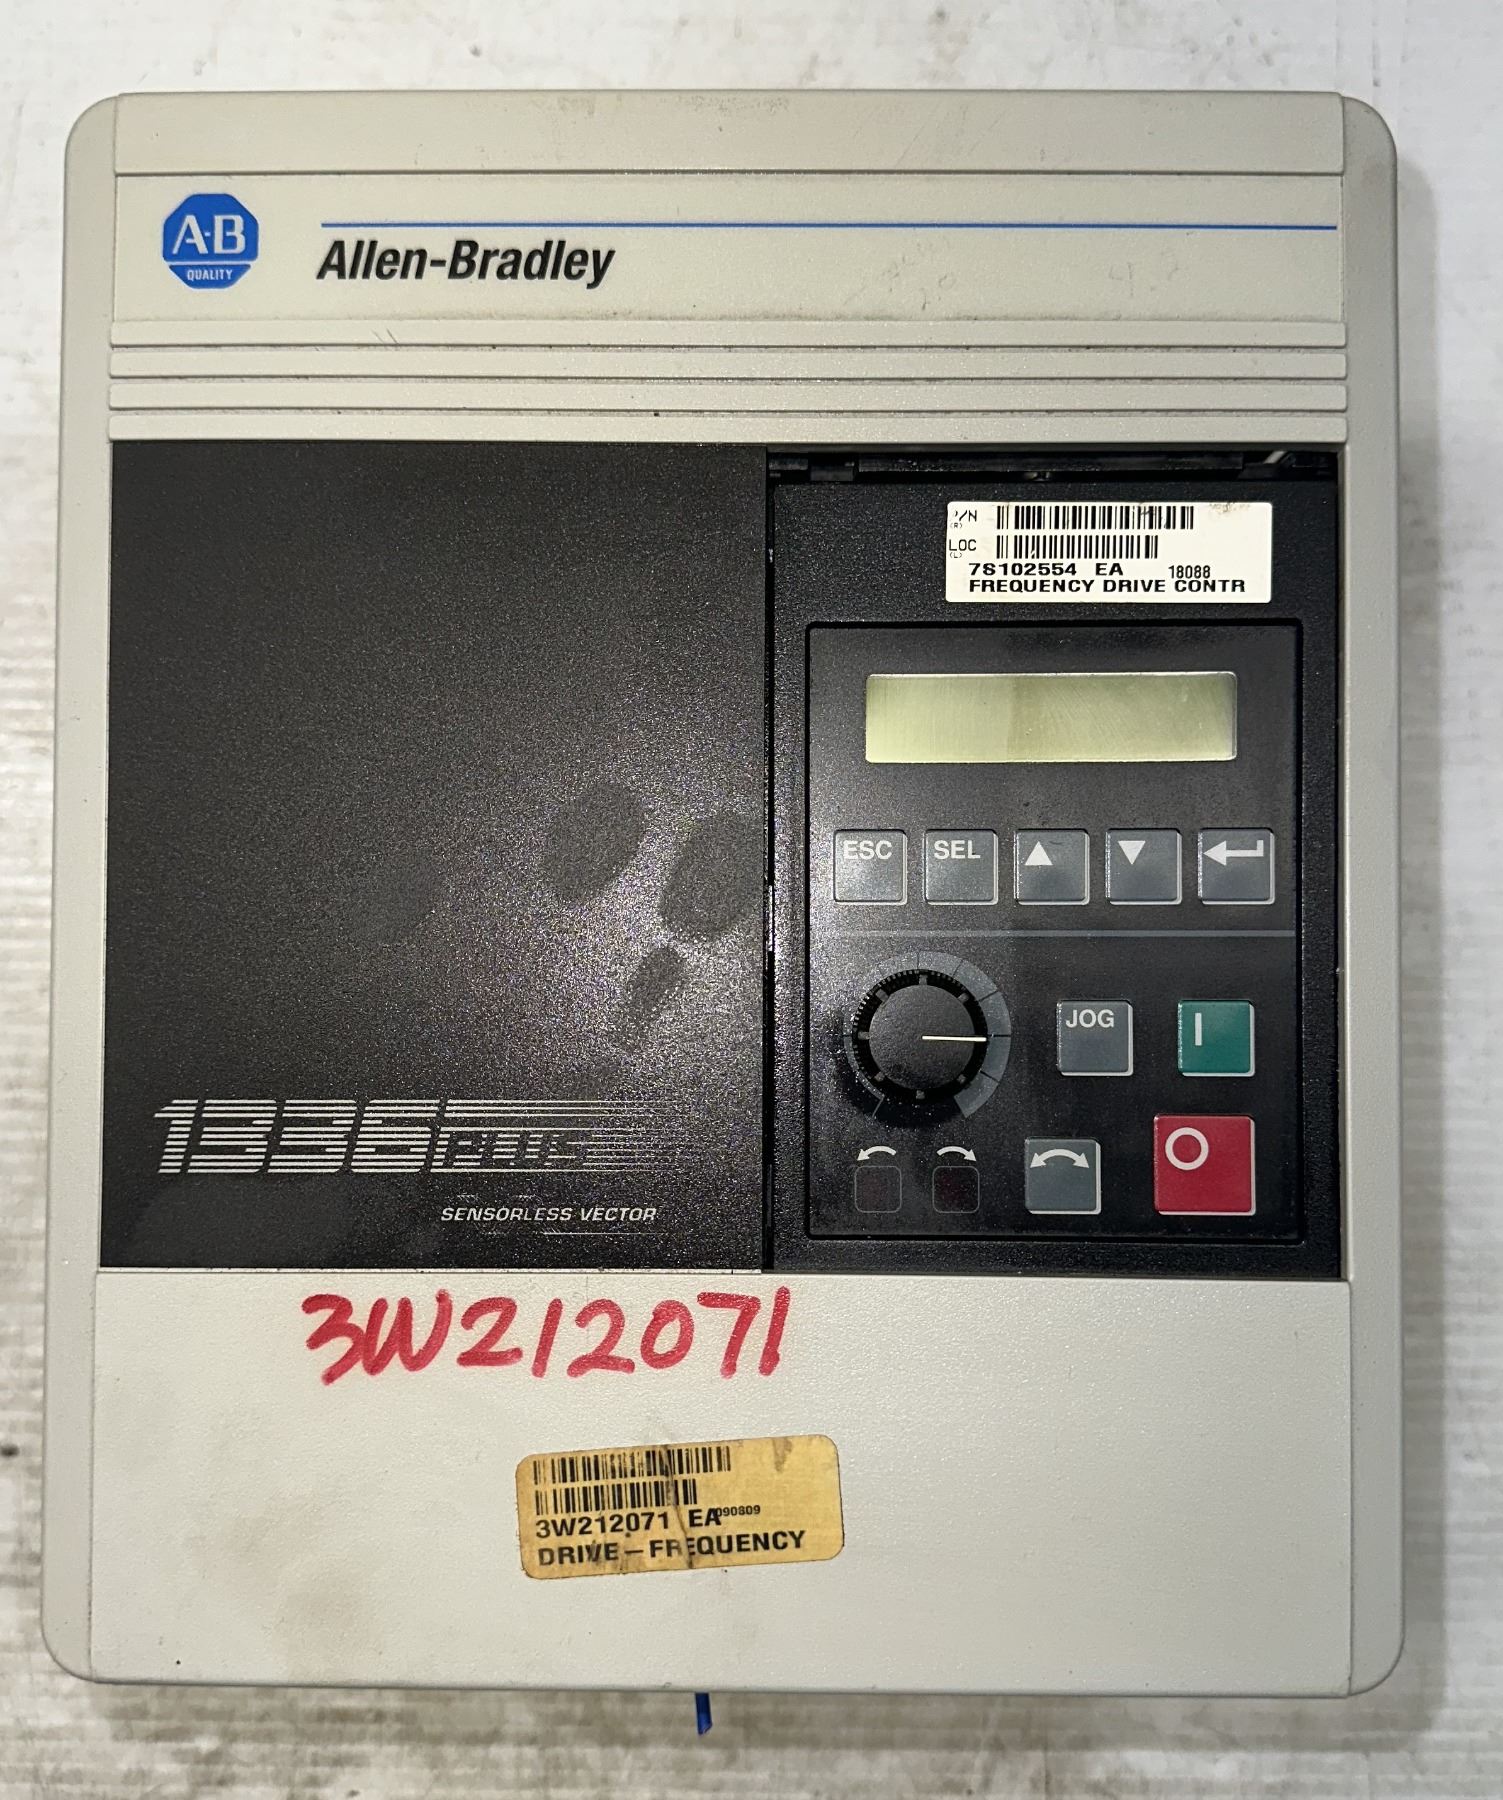 A-B
QUALITY
Allen-Bradley
P/N
(R)
LOC
(L)
7S102554 EA 18088
FREQUENCY DRIVE CONTR
ESC
SEL
JOG
1336 PLUS
SENSORLESS VECTOR
3W212071
3W212071 EA 090809
DRIVE-FREQUENCY